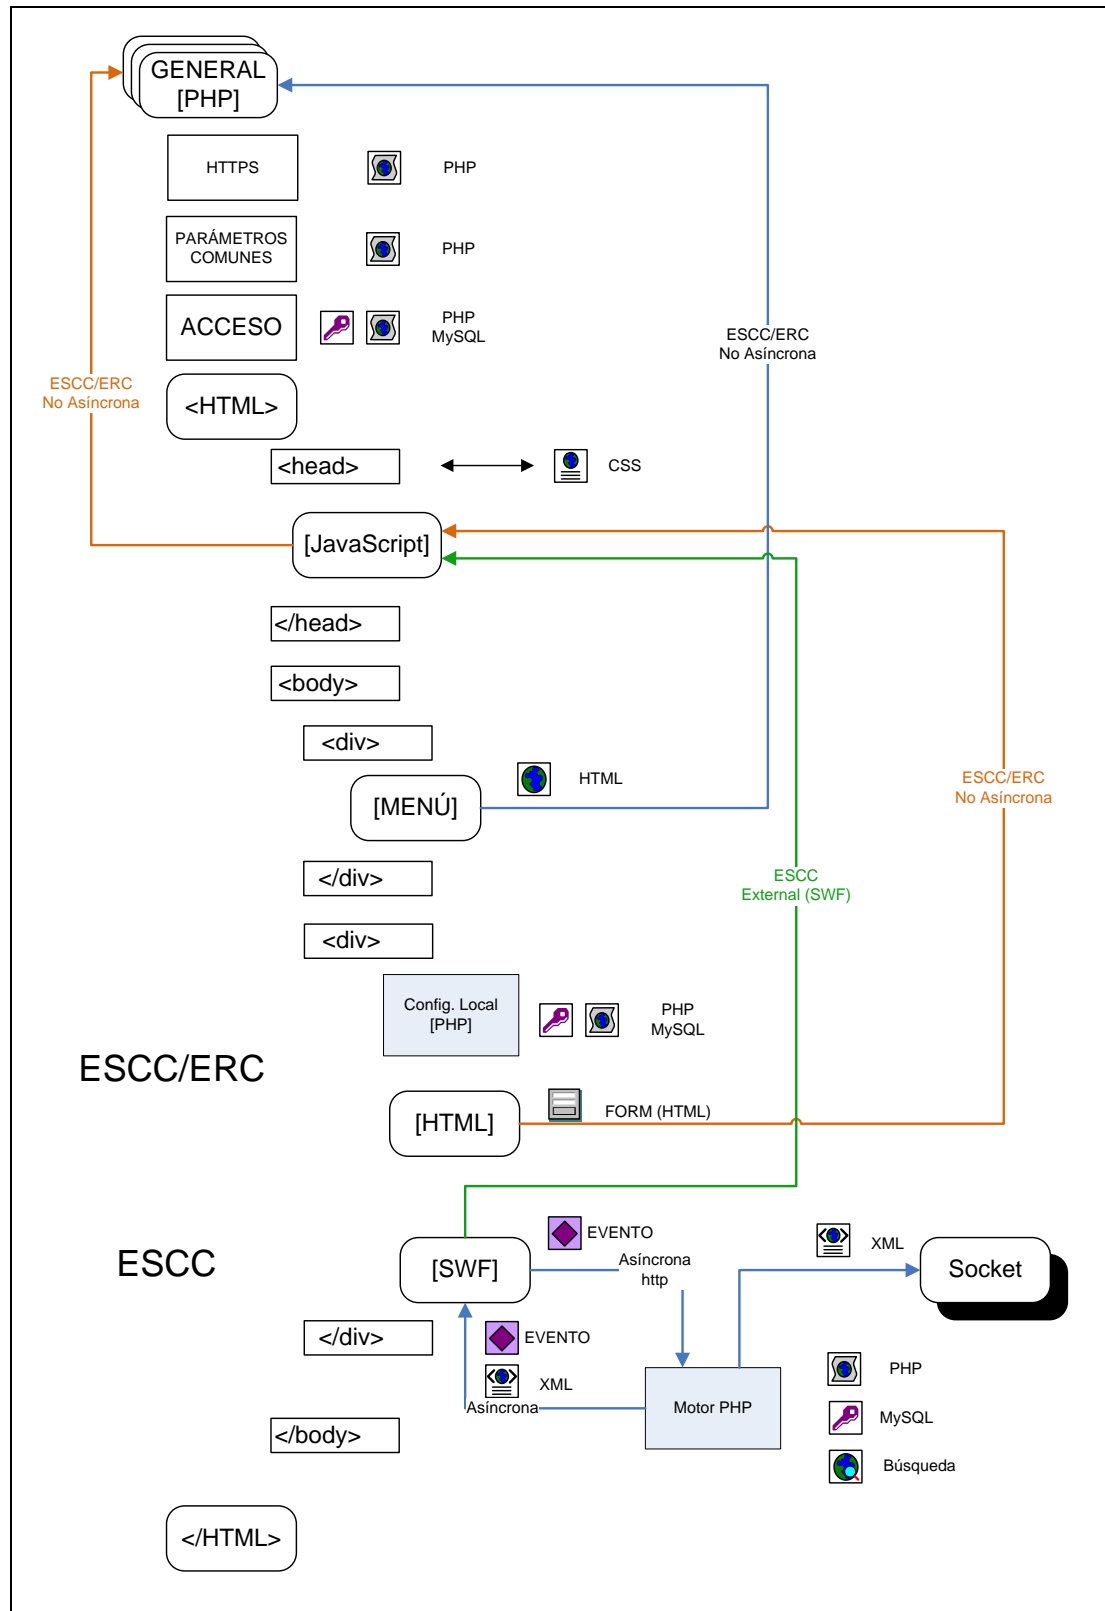 GENERAL
[PHP]
HTTPS
PHP
PARÁMETROS
COMUNES
PHP
ACCESO
PHP
MySQL
ESCC/ERC
No Asíncrona
ESCC/ERC
No Asíncrona
<HTML>
<head>
CSS
[JavaScript]
</head>
<body>
<div>
[MENÚ]
HTML
ESCC/ERC
No Asíncrona
</div>
ESCC
External (SWF)
<div>
Config. Local
[PHP]
PHP
MySQL
ESCC/ERC
[HTML]
FORM (HTML)
ESCC
[SWF]
EVENTO
Asíncrona
http
XML
Socket
</div>
EVENTO
XML
Asíncrona
Motor PHP
PHP
MySQL
Búsqueda
</body>
</HTML>